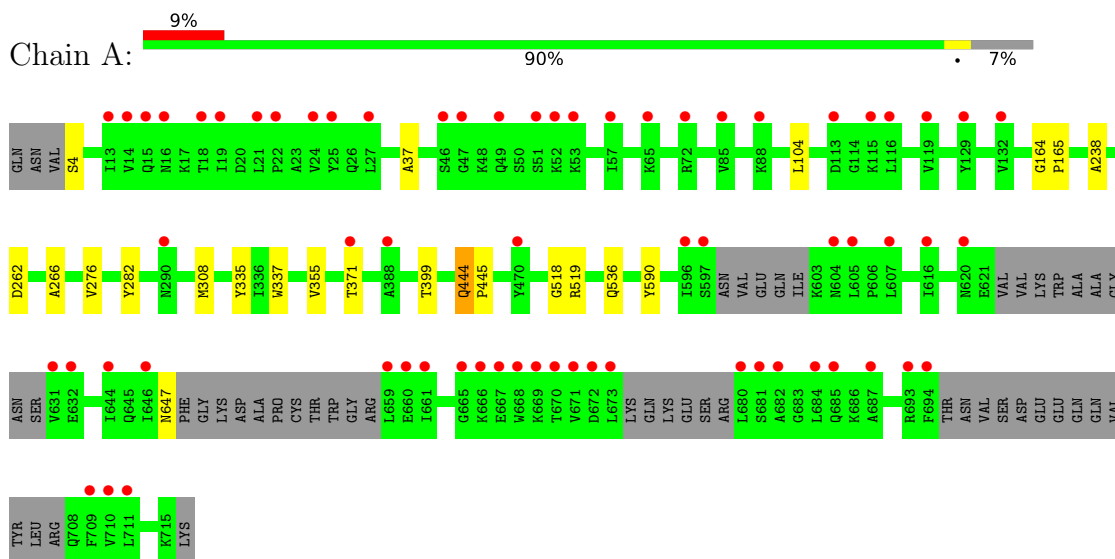 9%
Chain A:
90% • 7%
GLN ASN VAL S4 I13 V14 Q15 N16 K17 T18 I19 D20 L21 P22 A23 V24 Y25 Q26 L27 A37 S46 G47 K48 Q49 S50 S51 K52 K53 I57 K65 R72 V85 K88 L104 D113 G114 K115 L116 V119 Y129 V132 G164 P165 A238
D262 A266 V276 Y282 N290 M308 Y335 I336 W337 V355 T371 A388 T399 Q444 P445 Y470 G518 R519 Q536 Y590 I596 S597 ASN VAL GLU GLN ILE K603 N604 L605 P606 L607 I616 N620 E621 VAL VAL LYS TRP ALA ALA GLY
ASN SER V631 E632 I644 Q645 I646 N647 PHE GLY LYS ASP ALA PRO CYS THR TRP GLY ARG L659 E660 I661 G665 K666 E667 W668 K669 T670 V671 D672 L673 LYS GLN LYS GLU SER ARG L680 S681 A682 G683 L684 Q685 K686 A687 R693 F694 THR ASN VAL SER ASP GLU GLU GLN GLN VAL
TYR LEU ARG Q708 F709 V710 L711 K715 LYS